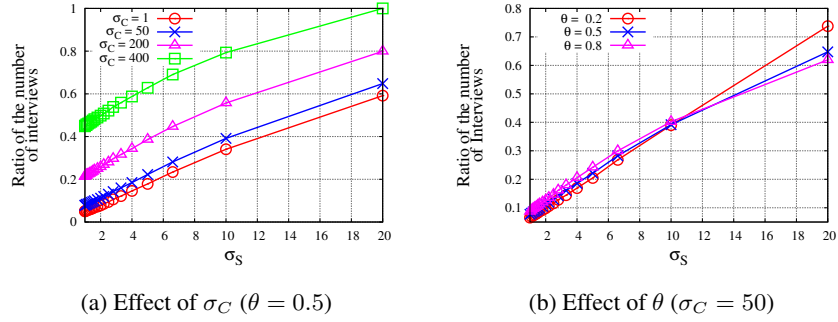 Ratio of the number
of interviews
1
0.8
0.6
0.4
0.2
0
σC = 1
σC = 50
σC = 200
σC = 400
2 4 6 8 10 12 14 16 18 20
σS
(a) Effect of σC (θ = 0.5)
Ratio of the number
of Interviews
0.8
0.7
0.6
0.5
0.4
0.3
0.2
0.1
θ = 0.2
θ = 0.5
θ = 0.8
2 4 6 8 10 12 14 16 18 20
σS
(b) Effect of θ (σC = 50)